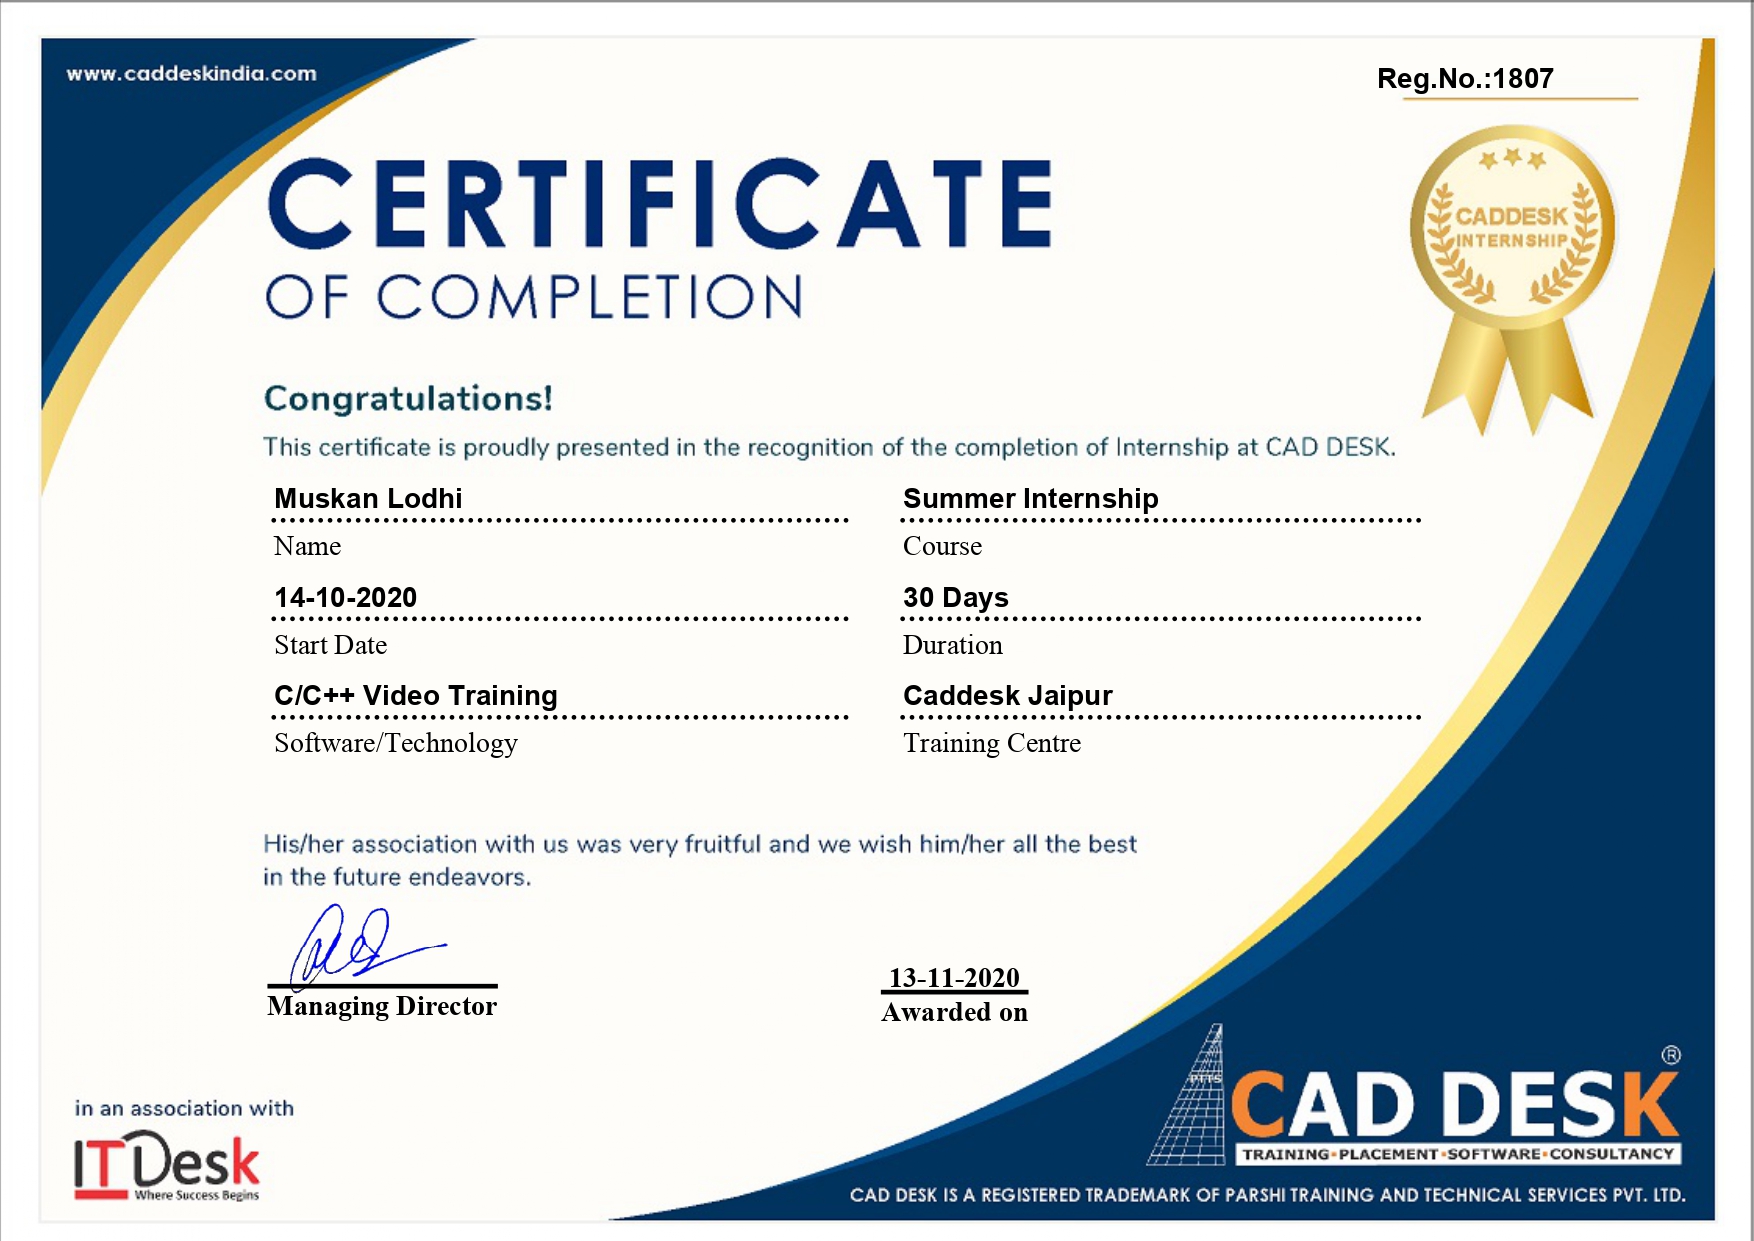 www.caddeskindia.com
Reg.No.:1807
CERTIFICATE
OF COMPLETION
CADDESK
INTERNSHIP
Congratulations!
This certificate is proudly presented in the recognition of the completion of Internship at CAD DESK.
Muskan Lodhi
Name
Summer Internship
Course
14-10-2020
Start Date
30 Days
Duration
C/C++ Video Training
Software/Technology
Caddesk Jaipur
Training Centre
His/her association with us was very fruitful and we wish him/her all the best
in the future endeavors.
Managing Director
13-11-2020
Awarded on
in an association with
ITDesk
Where Success Begins
PTTS
CAD DESK®
TRAINING•PLACEMENT•SOFTWARE•CONSULTANCY
CAD DESK IS A REGISTERED TRADEMARK OF PARSHI TRAINING AND TECHNICAL SERVICES PVT. LTD.